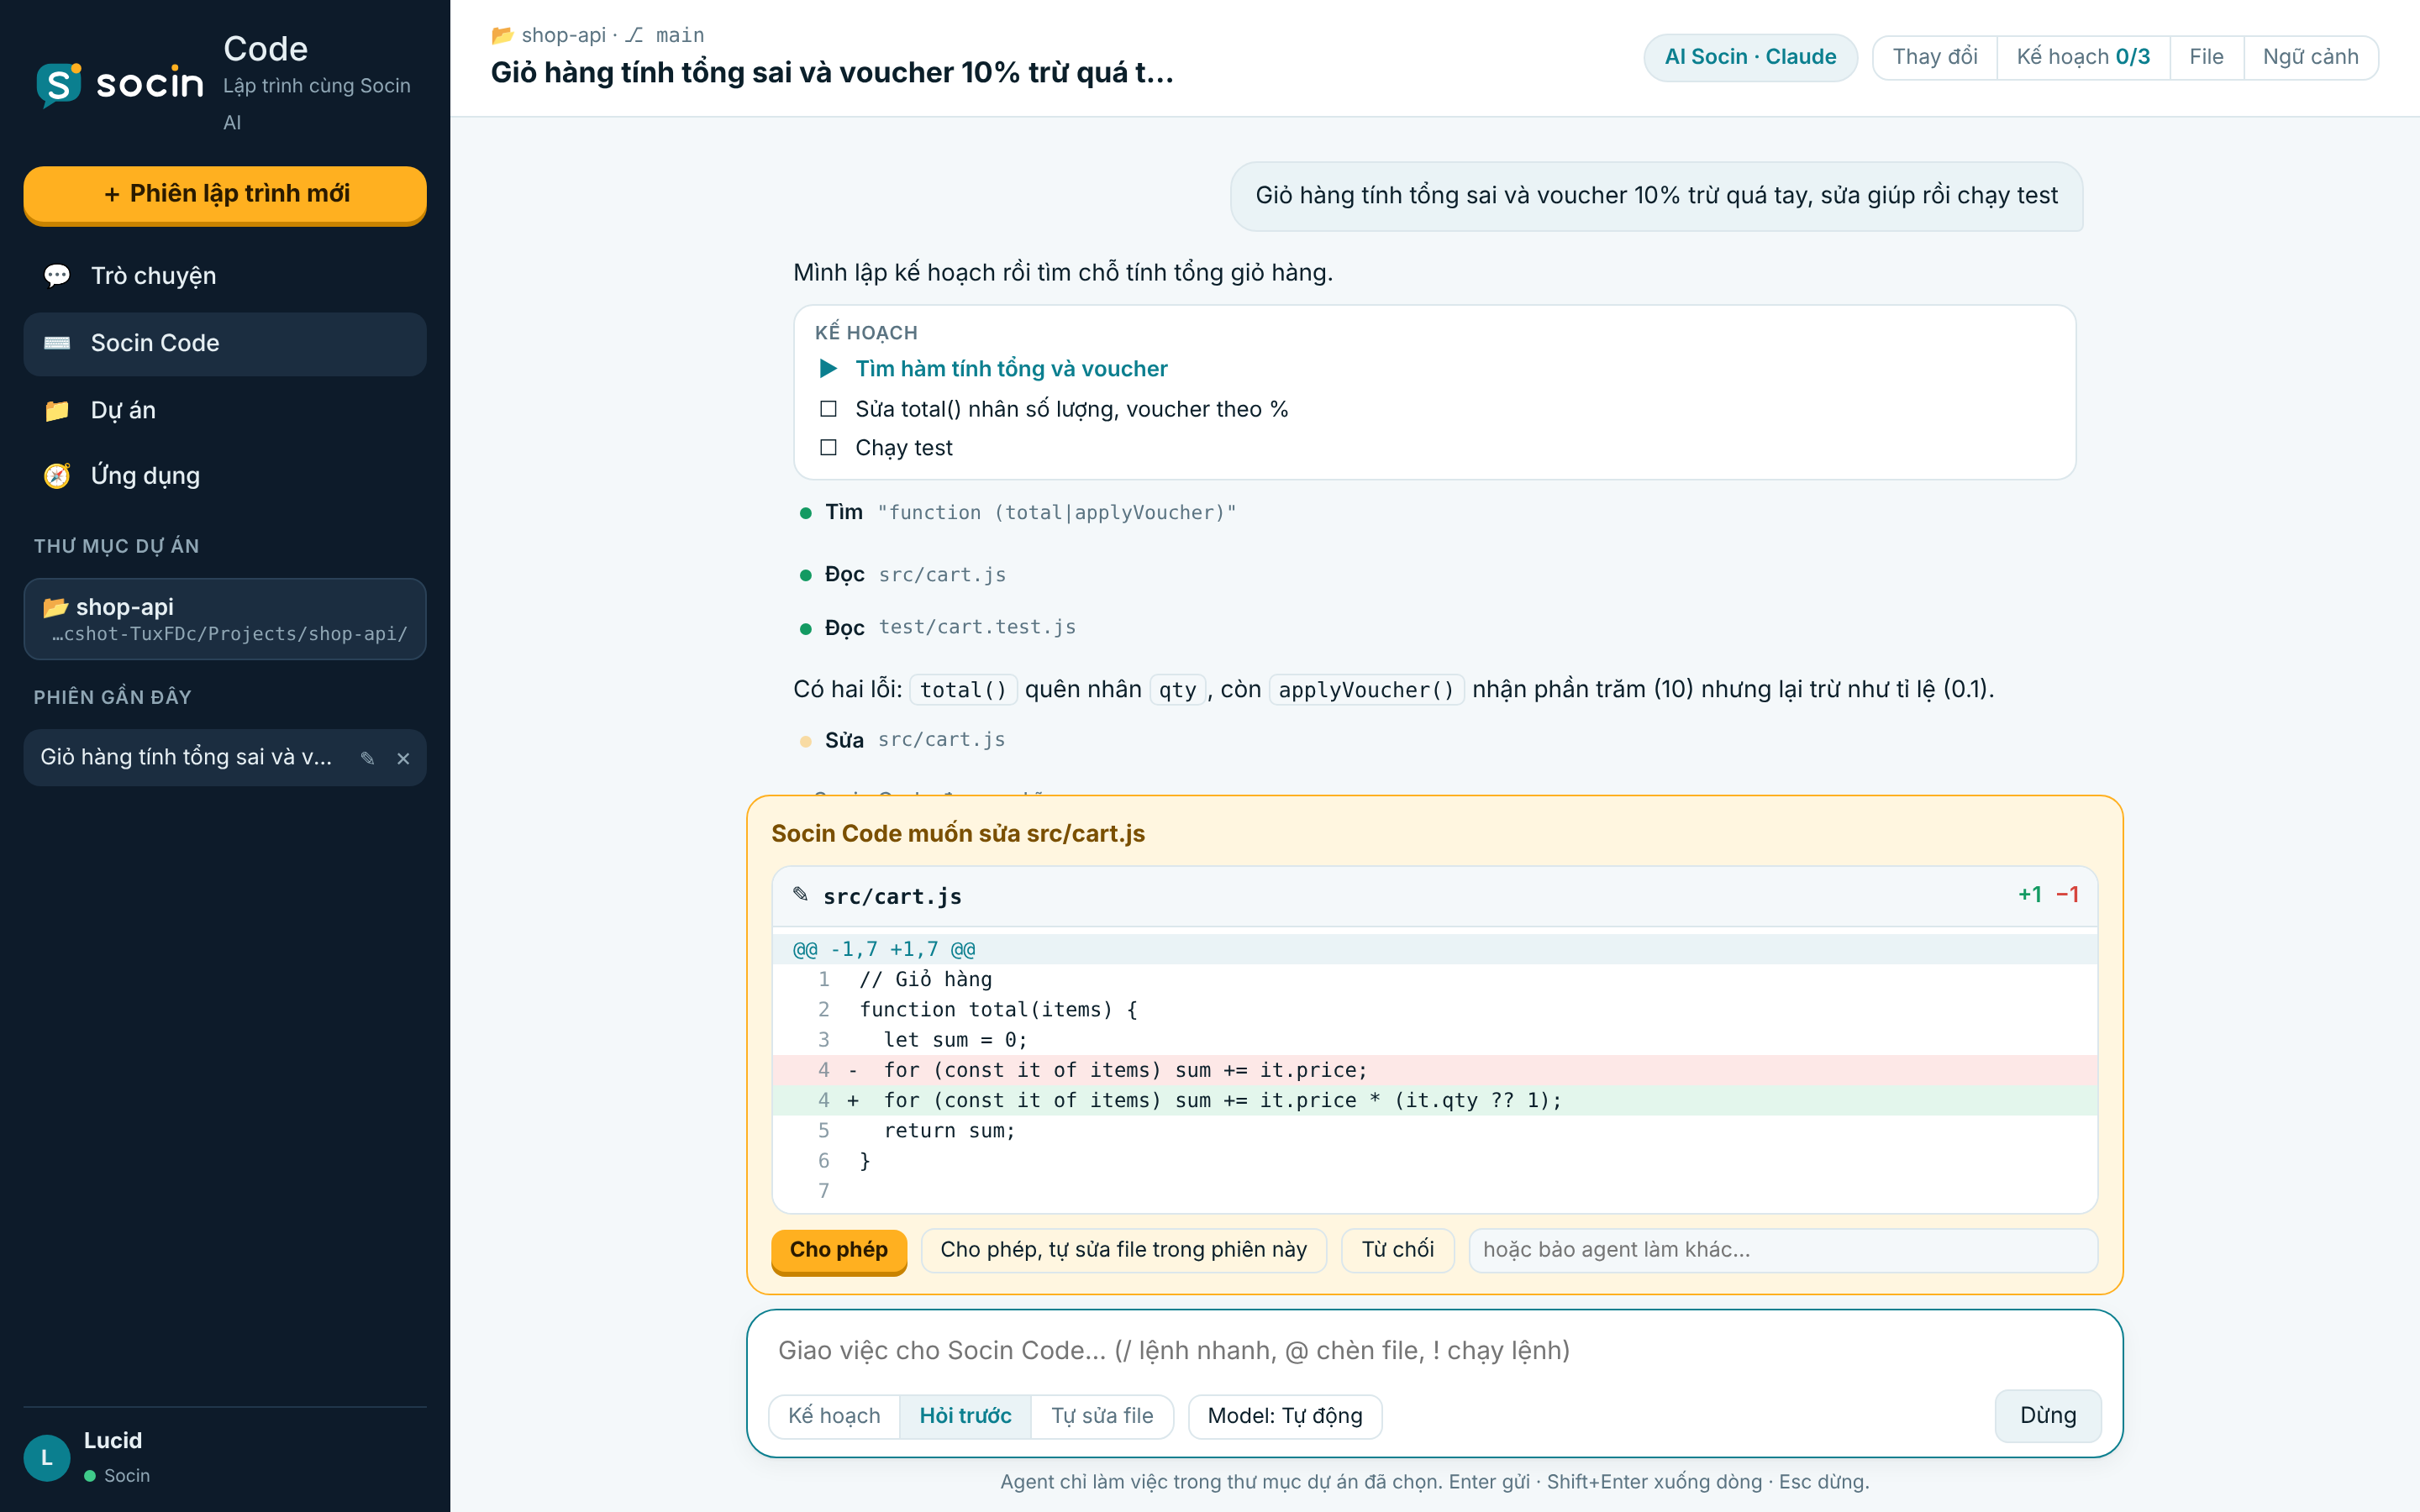 socin
Code
Lập trình cùng Socin
AI
+ Phiên lập trình mới
Trò chuyện
Socin Code
Dự án
Ứng dụng
THƯ MỤC DỰ ÁN
shop-api
…cshot-TuxFDc/Projects/shop-api/
PHIÊN GẦN ĐÂY
Giỏ hàng tính tổng sai và v… ✎ ×
L
Lucid
Socin
shop-api · ⎇ main
Giỏ hàng tính tổng sai và voucher 10% trừ quá t…
AI Socin · Claude
Thay đổi
Kế hoạch 0/3
File
Ngữ cảnh
Giỏ hàng tính tổng sai và voucher 10% trừ quá tay, sửa giúp rồi chạy test
Mình lập kế hoạch rồi tìm chỗ tính tổng giỏ hàng.
KẾ HOẠCH
▶ Tìm hàm tính tổng và voucher
☐ Sửa total() nhân số lượng, voucher theo %
☐ Chạy test
Tìm "function (total|applyVoucher)"
Đọc src/cart.js
Đọc test/cart.test.js
Có hai lỗi: total() quên nhân qty, còn applyVoucher() nhận phần trăm (10) nhưng lại trừ như tỉ lệ (0.1).
Sửa src/cart.js
Socin Code muốn sửa src/cart.js
✎ src/cart.js +1 −1
@@ -1,7 +1,7 @@
1 // Giỏ hàng
2 function total(items) {
3 let sum = 0;
4 - for (const it of items) sum += it.price;
4 + for (const it of items) sum += it.price * (it.qty ?? 1);
5 return sum;
6 }
7
Cho phép
Cho phép, tự sửa file trong phiên này
Từ chối
hoặc bảo agent làm khác…
Giao việc cho Socin Code… (/ lệnh nhanh, @ chèn file, ! chạy lệnh)
Kế hoạch
Hỏi trước
Tự sửa file
Model: Tự động
Dừng
Agent chỉ làm việc trong thư mục dự án đã chọn. Enter gửi · Shift+Enter xuống dòng · Esc dừng.